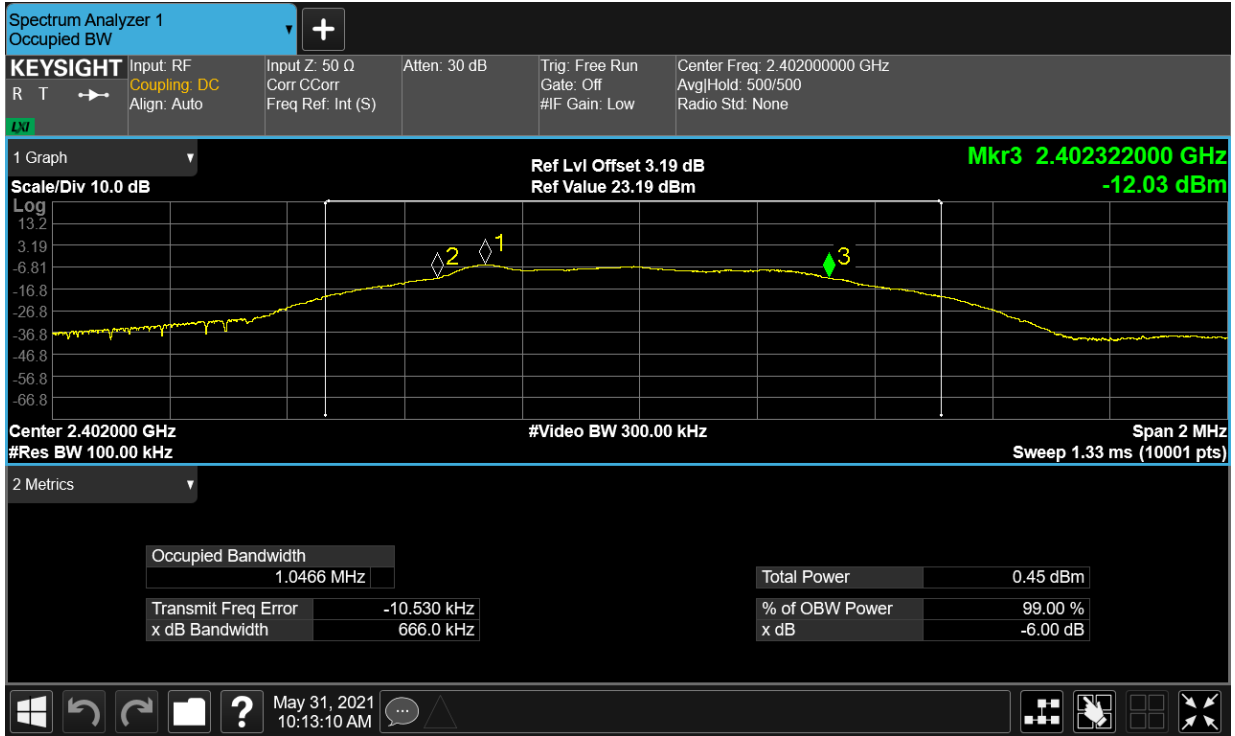 Spectrum Analyzer 1
Occupied BW
KEYSIGHT
R T
LXI
Input: RF
Coupling: DC
Align: Auto
Input Z: 50 Ω
Corr CCorr
Freq Ref: Int (S)
Atten: 30 dB
Trig: Free Run
Gate: Off
#IF Gain: Low
Center Freq: 2.402000000 GHz
Avg|Hold: 500/500
Radio Std: None
1 Graph
Scale/Div 10.0 dB
Ref Lvl Offset 3.19 dB
Ref Value 23.19 dBm
Mkr3 2.402322000 GHz
-12.03 dBm
Log
13.2
3.19
-6.81
-16.8
-26.8
-36.8
-46.8
-56.8
-66.8
2
1
3
Center 2.402000 GHz
#Res BW 100.00 kHz
#Video BW 300.00 kHz
Span 2 MHz
Sweep 1.33 ms (10001 pts)
2 Metrics
Occupied Bandwidth
1.0466 MHz
Transmit Freq Error -10.530 kHz
x dB Bandwidth 666.0 kHz
Total Power 0.45 dBm
% of OBW Power 99.00 %
x dB -6.00 dB
?
May 31, 2021
10:13:10 AM